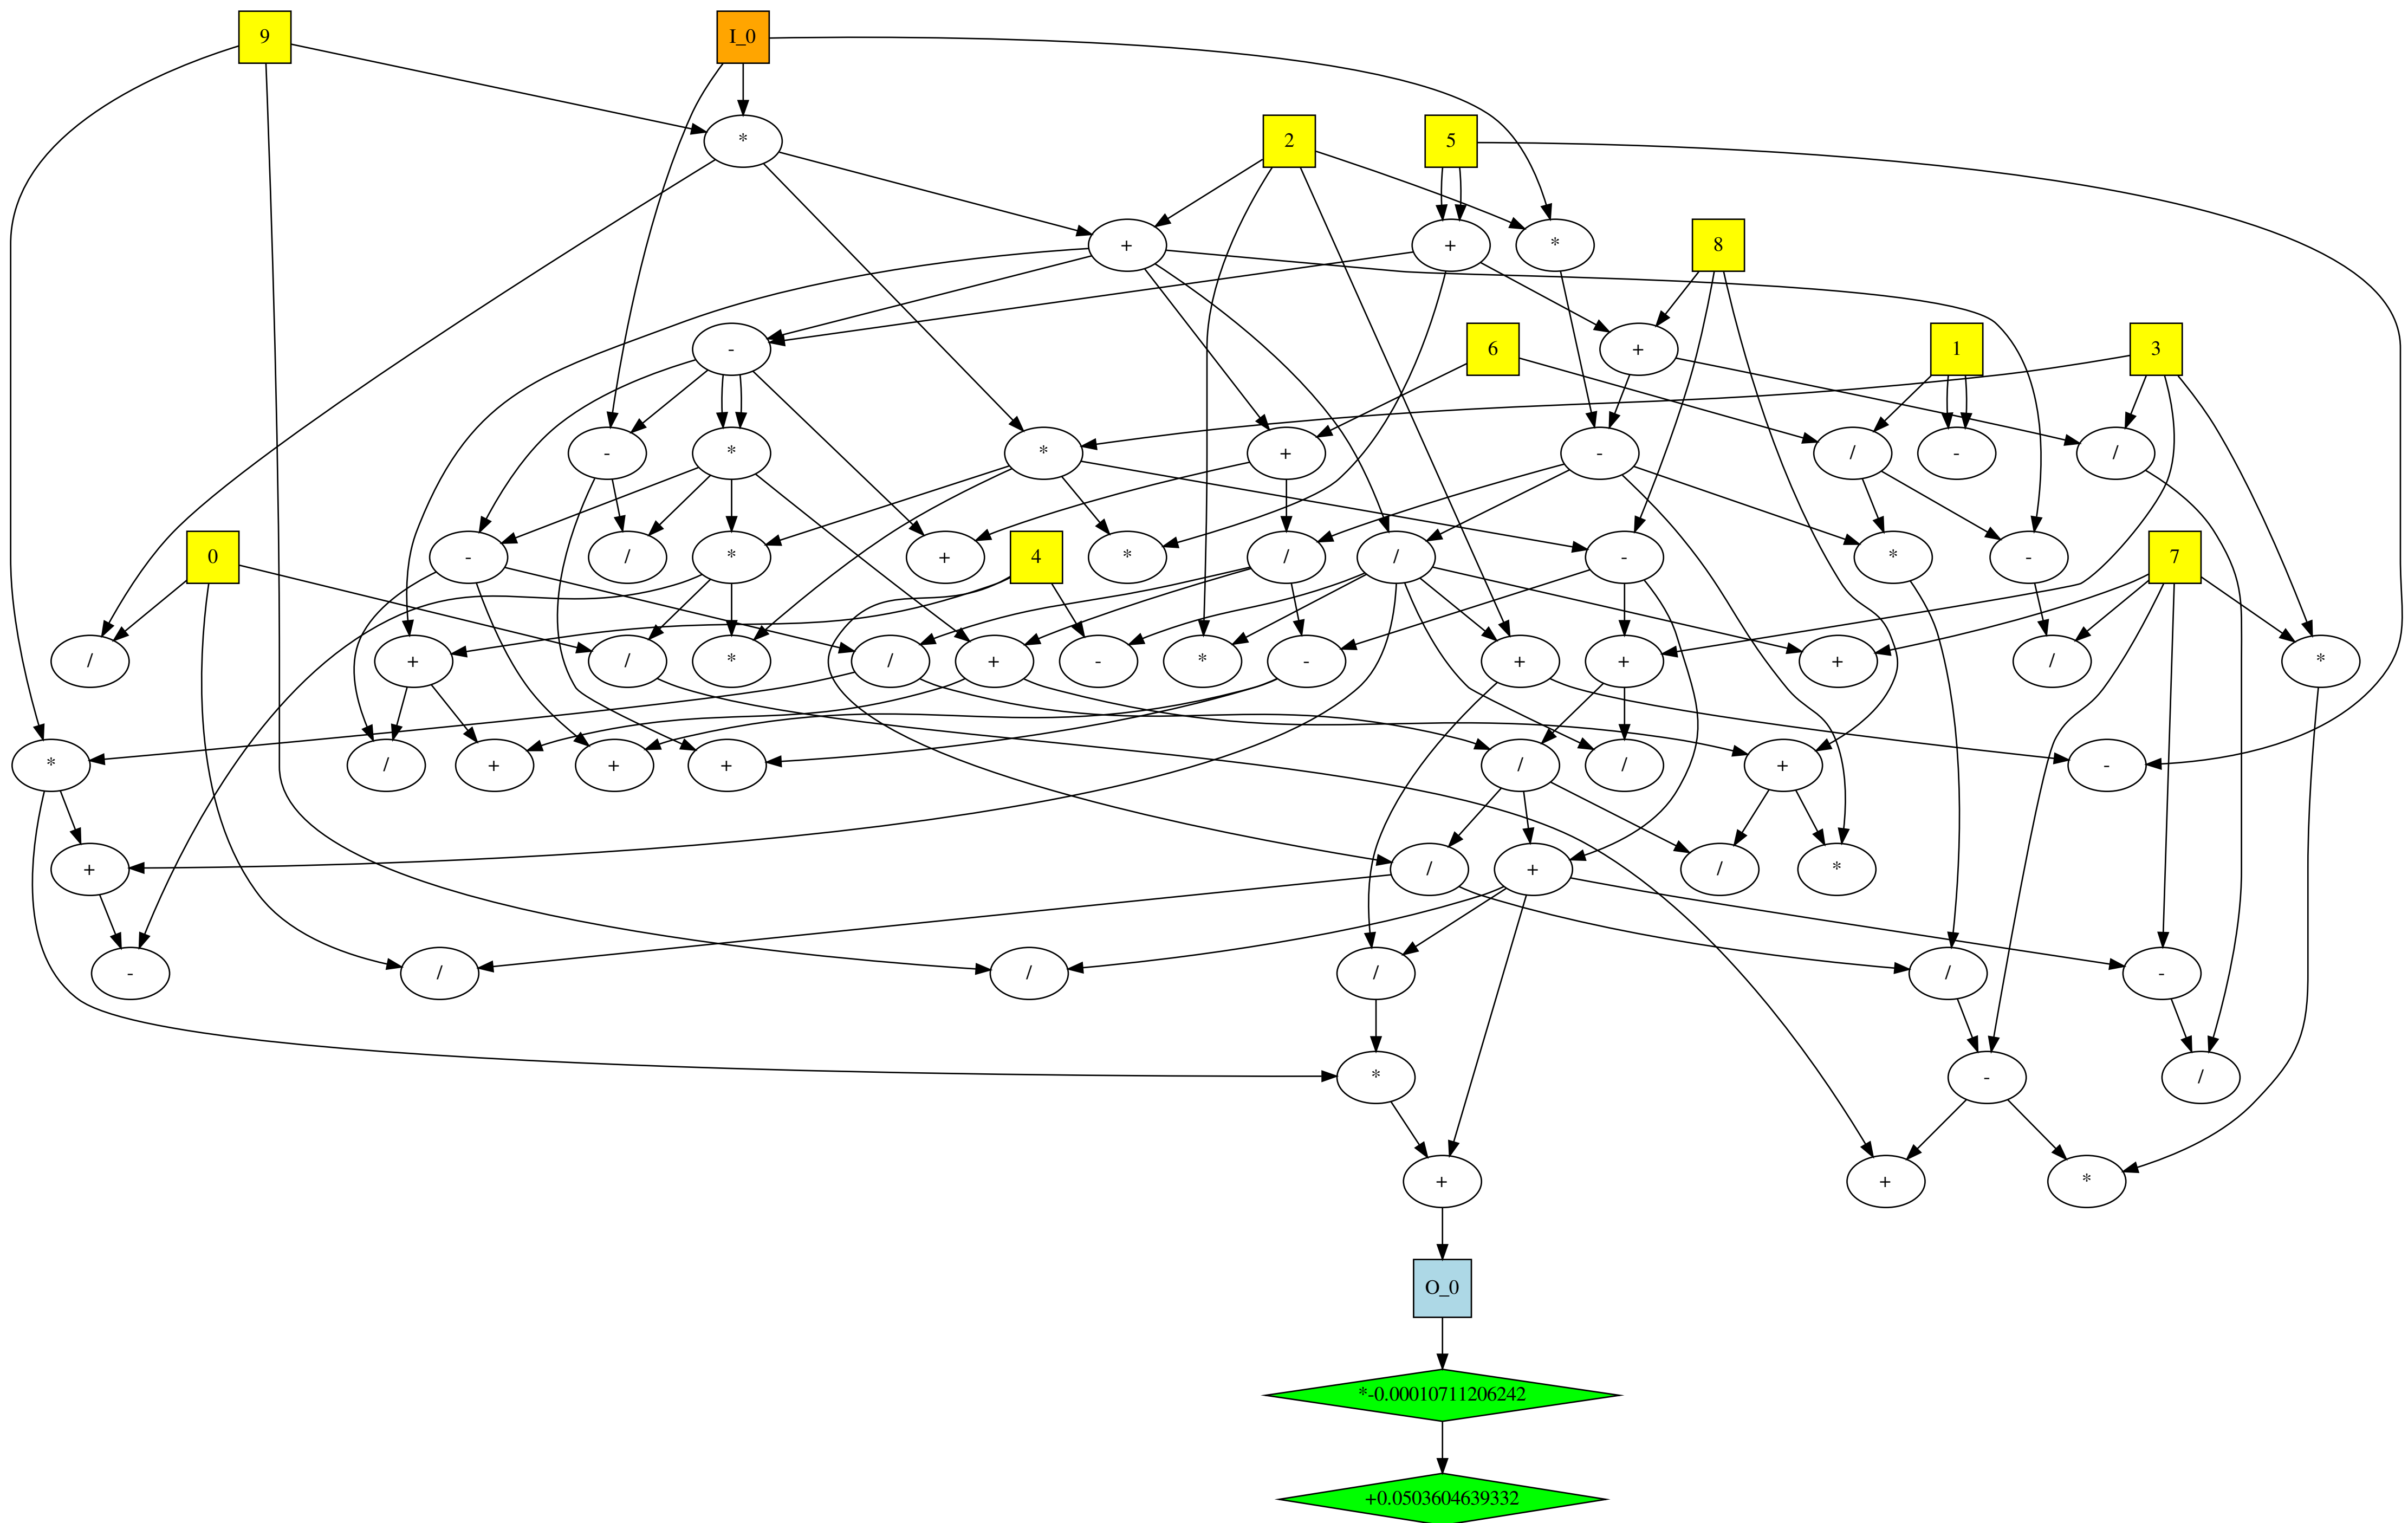 9 I_0
* 2 5
+ + * 8
- + 6 1 3
- * * + - / - /
0 - / * + 4 * / / - * - 7
/ + / * / + - * - + + + / *
* / + + + / / + -
+ / + / *
- / / / / -
* - /
+ + *
O_0
*-0.00010711206242
+0.0503604639332